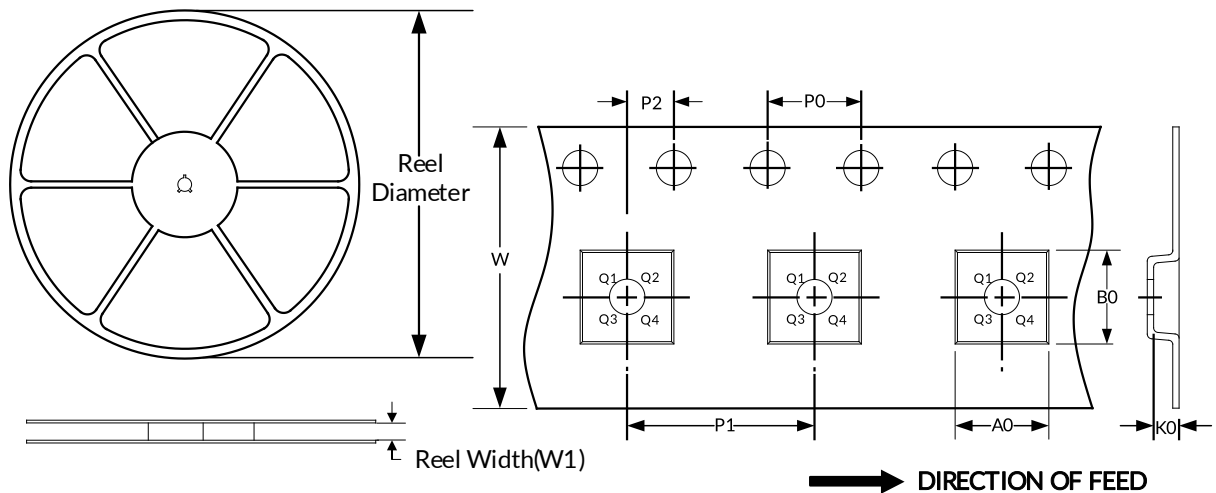 P2
P0
Reel
Diameter
W
Q1 Q2
Q3 Q4
Q1 Q2
Q3 Q4
Q1 Q2
Q3 Q4
B0
P1
A0
K0
Reel Width(W1)
DIRECTION OF FEED